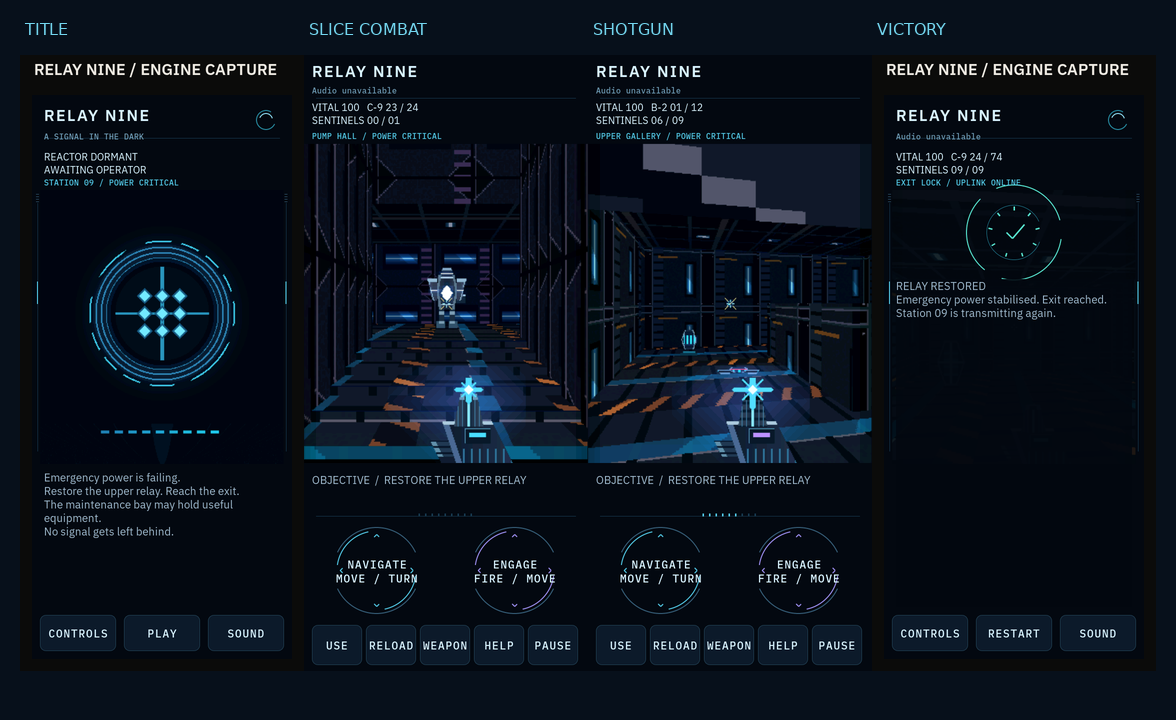 TITLE
RELAY NINE / ENGINE CAPTURE
RELAY NINE
A SIGNAL IN THE DARK
REACTOR DORMANT
AWAITING OPERATOR
STATION 09 / POWER CRITICAL
Emergency power is failing.
Restore the upper relay. Reach the exit.
The maintenance bay may hold useful
equipment.
No signal gets left behind.
CONTROLS
PLAY
SOUND
SLICE COMBAT
RELAY NINE
Audio unavailable
VITAL 100 C-9 23 / 24
SENTINELS 00 / 01
PUMP HALL / POWER CRITICAL
OBJECTIVE / RESTORE THE UPPER RELAY
NAVIGATE
MOVE / TURN
ENGAGE
FIRE / MOVE
USE
RELOAD
WEAPON
HELP
PAUSE
SHOTGUN
RELAY NINE
Audio unavailable
VITAL 100 B-2 01 / 12
SENTINELS 06 / 09
UPPER GALLERY / POWER CRITICAL
OBJECTIVE / RESTORE THE UPPER RELAY
NAVIGATE
MOVE / TURN
ENGAGE
FIRE / MOVE
USE
RELOAD
WEAPON
HELP
PAUSE
VICTORY
RELAY NINE / ENGINE CAPTURE
RELAY NINE
Audio unavailable
VITAL 100 C-9 24 / 74
SENTINELS 09 / 09
EXIT LOCK / UPLINK ONLINE
RELAY RESTORED
Emergency power stabilised. Exit reached.
Station 09 is transmitting again.
CONTROLS
RESTART
SOUND